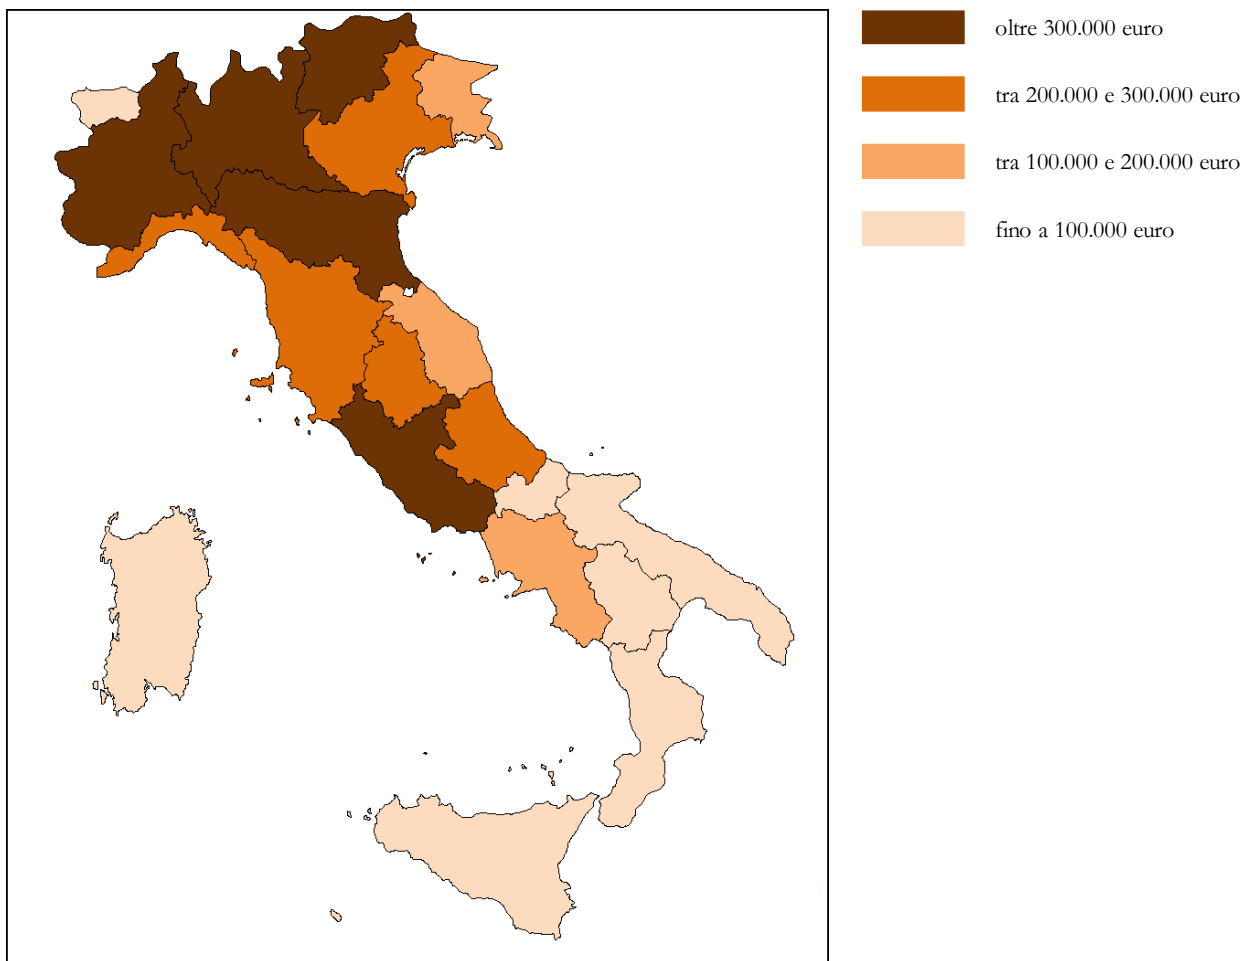 oltre 300.000 euro
tra 200.000 e 300.000 euro
tra 100.000 e 200.000 euro
fino a 100.000 euro